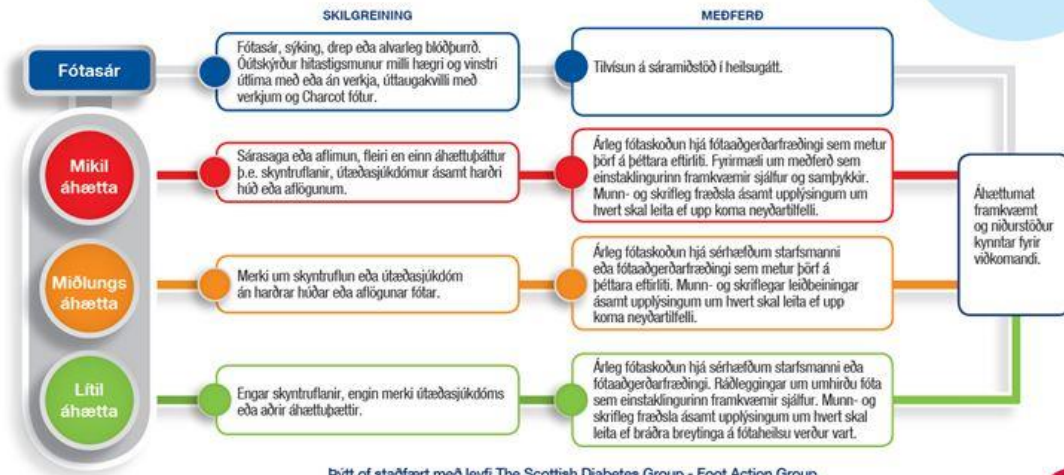 SKILGREINING
MEÐFERÐ
Fótasár
Fótasár, sýking, drep eða alvarleg blóðþurrð.
Óútskýrður hitastigsmunur milli hægri og vinstri
útlima með eða án verkja, úttaugakvilli með
verkjum og Charcot fótur.
Tilvísun á sáramiðstöð í heilsugátt.
Mikil
áhætta
Sárasaga eða aflimun, fleiri en einn áhættuþáttur
þ.e. skyntruflanir, útæðasjúkdómur ásamt harðri
húð eða aflögunum.
Árleg fótaskoðun hjá fótaaðgerðarfræðingi sem metur
þörf á þéttara eftirliti. Fyrirmæli um meðferð sem
einstaklingurinn framkvæmir sjálfur og samþykkir.
Munn- og skrifleg fræðsla ásamt upplýsingum um
hvert skal leita ef upp koma neyðartilfelli.
Miðlungs
áhætta
Merki um skyntruflun eða útæðasjúkdóm
án harðrar húðar eða aflögunar fótar.
Árleg fótaskoðun hjá sérhæfðum starfsmanni
eða fótaaðgerðarfræðingi sem metur þörf á
þéttara eftirliti. Munn- og skriflegar leiðbeiningar
ásamt upplýsingum um hvert skal leita ef upp
koma neyðartilfelli.
Lítil
áhætta
Engar skyntruflanir, engin merki útæðasjúkdóms
eða aðrir áhættuþættir.
Árleg fótaskoðun hjá sérhæfðum starfsmanni eða
fótaaðgerðarfræðingi. Ráðleggingar um umhirðu fóta
sem einstaklingurinn framkvæmir sjálfur. Munn- og
skrifleg fræðsla ásamt upplýsingum um hvert skal
leita ef bráðra breytinga á fótaheilsu verður vart.
Áhættumat
framkvæmt
og niðurstöður
kynntar fyrir
viðkomandi.
Þýtt of staðfært með leyfi The Scottish Diabetes Group - Foot Action Group